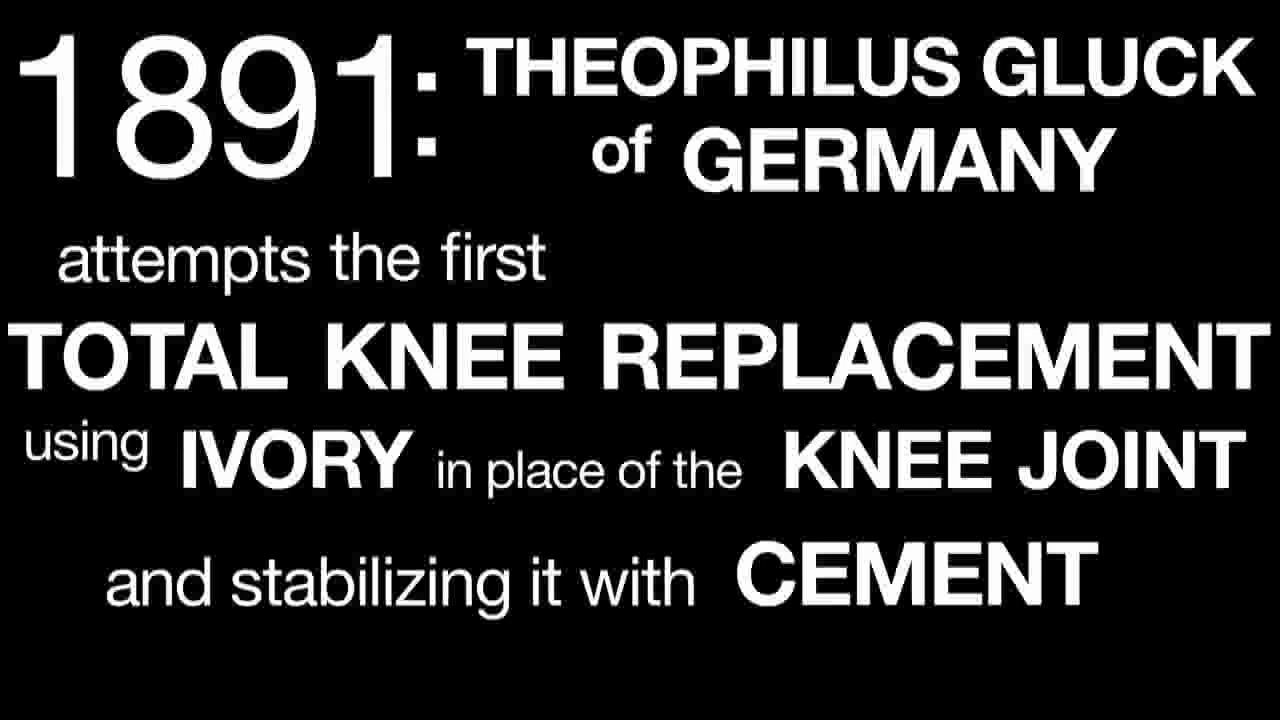 1891: THEOPHILUS GLUCK
of GERMANY
attempts the first
TOTAL KNEE REPLACEMENT
using IVORY in place of the KNEE JOINT
and stabilizing it with CEMENT